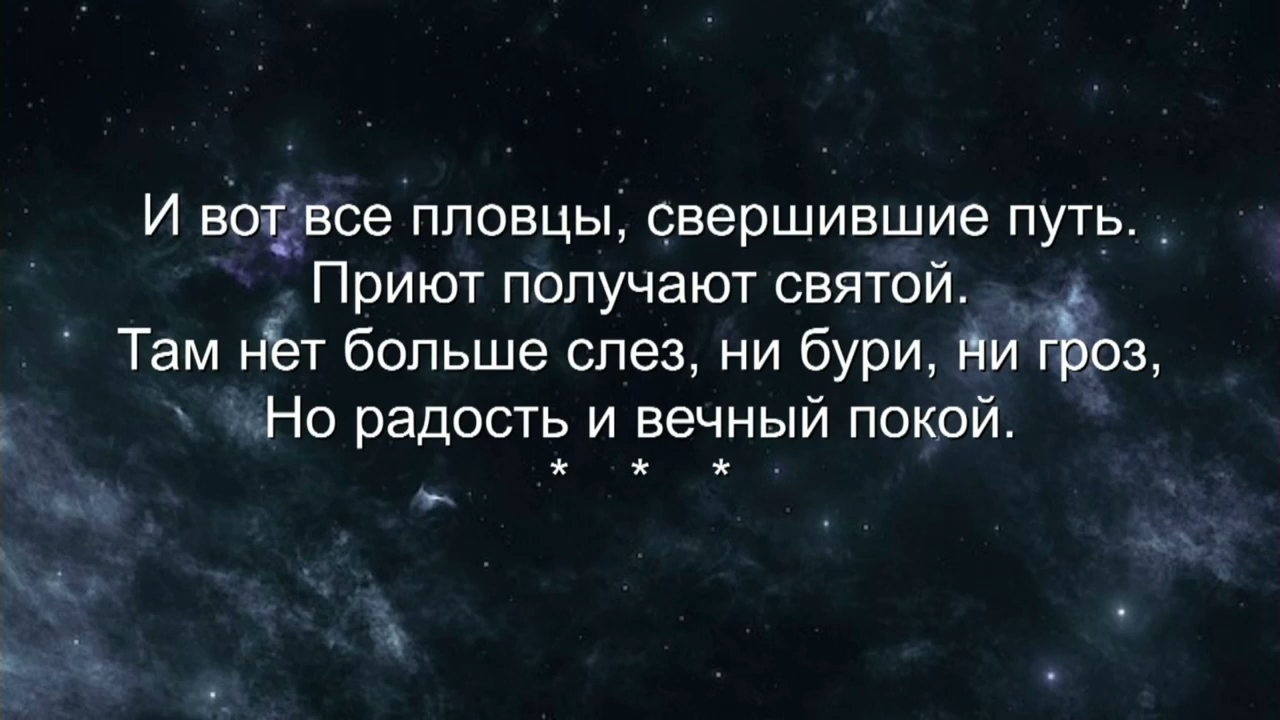 И вот все пловцы, свершившие путь.
Приют получают святой.
Там нет больше слез, ни бури, ни гроз,
Но радость и вечный покой.
* * *